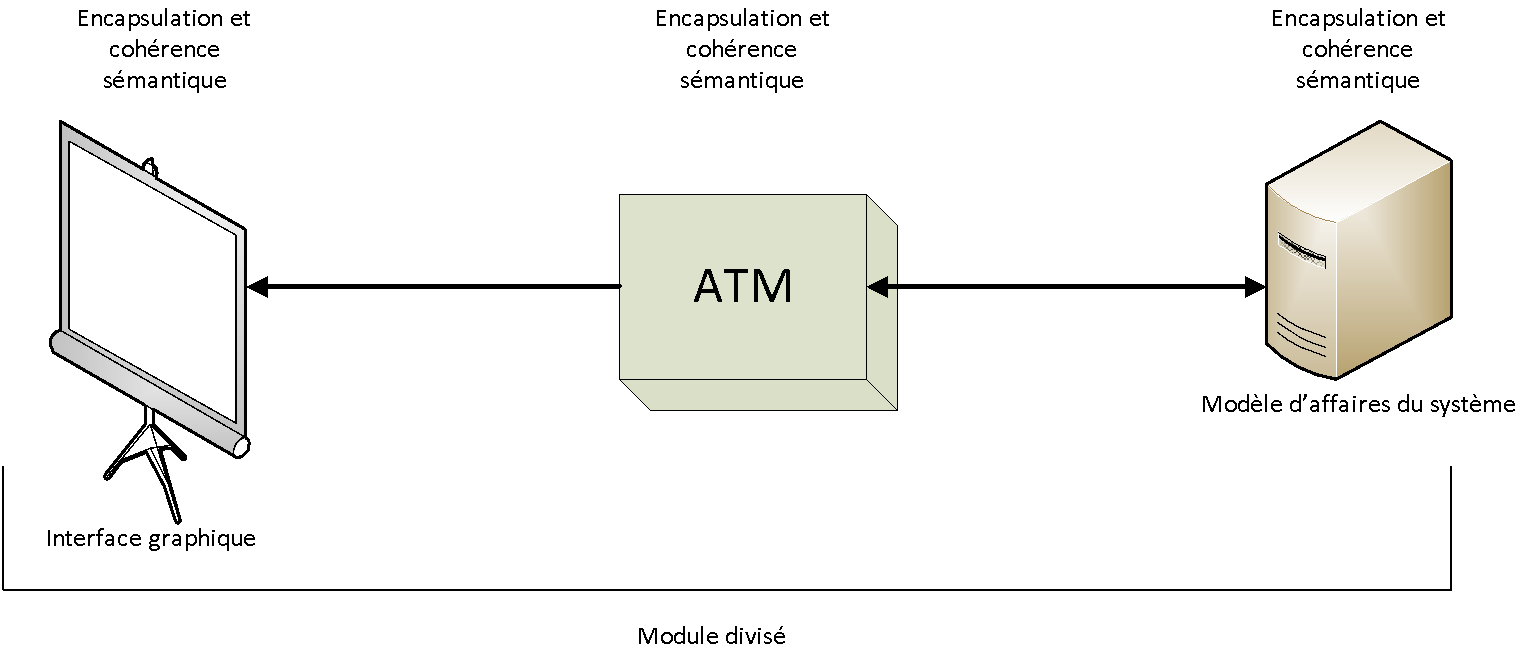 Encapsulation et
cohérence
sémantique
Encapsulation et
cohérence
sémantique
Encapsulation et
cohérence
sémantique
ATM
Modèle d’affaires du système
Interface graphique
Module divisé